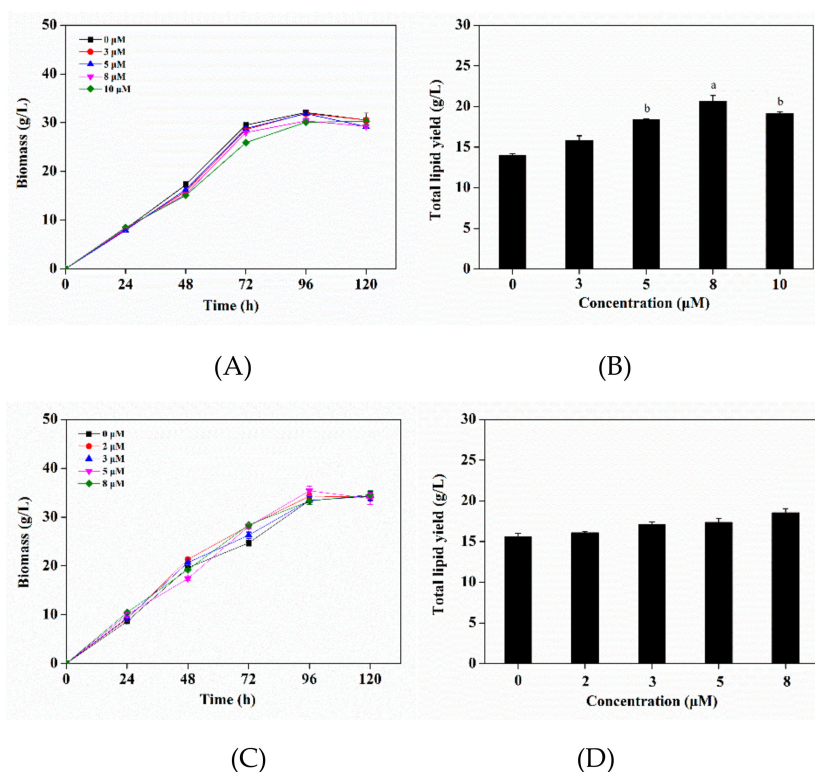 50
40
30
20
10
0
Biomass (g/L)
0 μM
3 μM
5 μM
8 μM
10 μM
0 24 48 72 96 120
Time (h)
(A)
30
25
20
15
10
5
0
Total lipid yield (g/L)
b a b
0 3 5 8 10
Concentration (μM)
(B)
50
40
30
20
10
0
Biomass (g/L)
0 μM
2 μM
3 μM
5 μM
8 μM
0 24 48 72 96 120
Time (h)
(C)
30
25
20
15
10
5
0
Total lipid yield (g/L)
0 2 3 5 8
Concentration (μM)
(D)